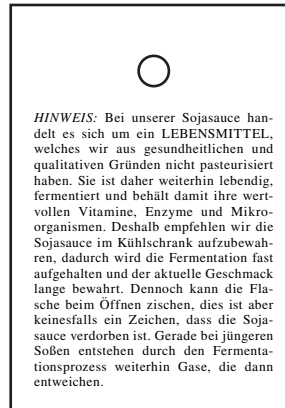 HINWEIS: Bei unserer Sojasauce han-
delt es sich um ein LEBENSMITTEL,
welches wir aus gesundheitlichen und
qualitativen Gründen nicht pasteurisiert
haben. Sie ist daher weiterhin lebendig,
fermentiert und behält damit ihre wert-
vollen Vitamine, Enzyme und Mikro-
organismen. Deshalb empfehlen wir die
Sojasauce im Kühlschrank aufzubewah-
ren, dadurch wird die Fermentation fast
aufgehalten und der aktuelle Geschmack
lange bewahrt. Dennoch kann die Fla-
sche beim Öffnen zischen, dies ist aber
keinesfalls ein Zeichen, dass die Soja-
sauce verdorben ist. Gerade bei jüngeren
Soßen entstehen durch den Fermenta-
tionsprozess weiterhin Gase, die dann
entweichen.